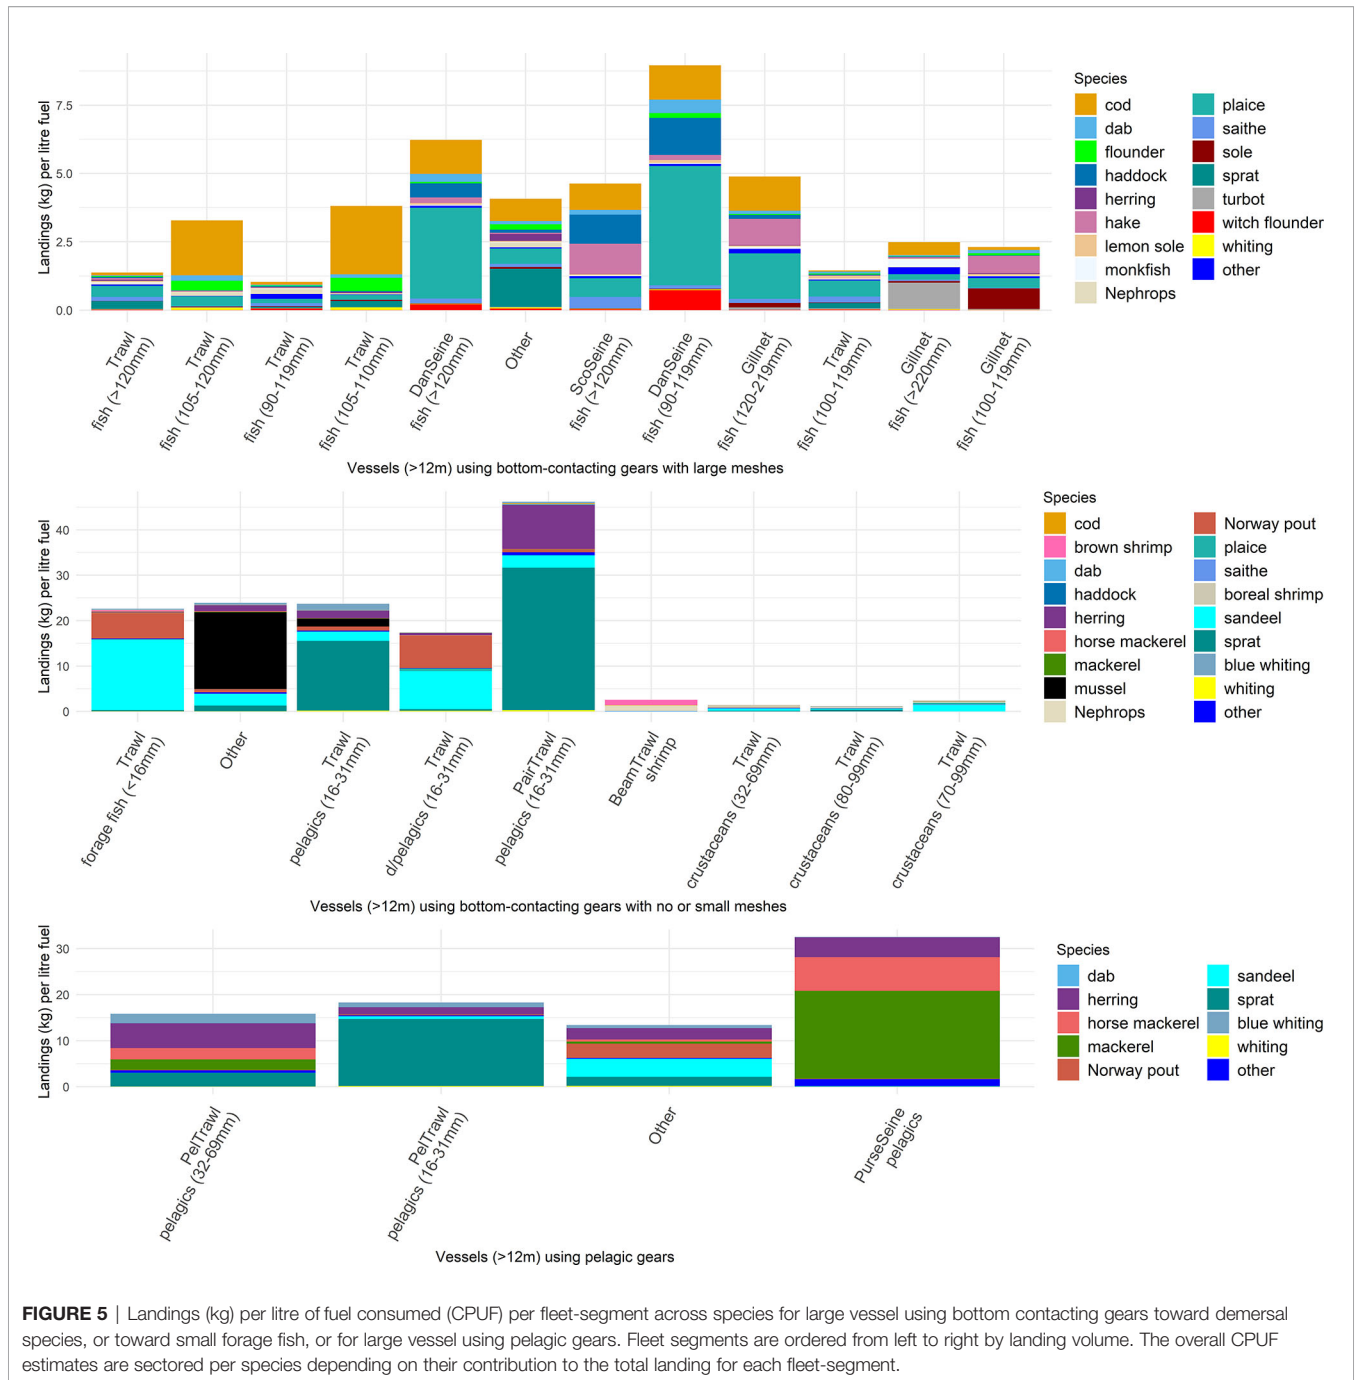 Landings (kg) per litre fuel
7.5
5.0
2.5
0.0
Trawl
fish (>120mm)
Trawl
fish (105-120mm)
Trawl
fish (90-119mm)
Trawl
fish (105-110mm)
DanSeine
fish (>120mm)
Other
ScoSeine
fish (>120mm)
DanSeine
fish (90-119mm)
Gillnet
fish (120-219mm)
Trawl
fish (100-119mm)
Gillnet
fish (>220mm)
Gillnet
fish (100-119mm)
Vessels (>12m) using bottom-contacting gears with large meshes
Species
cod
dab
flounder
haddock
herring
hake
lemon sole
monkfish
Nephrops
plaice
saithe
sole
sprat
turbot
witch flounder
whiting
other
Landings (kg) per litre fuel
40
30
20
10
0
Trawl
forage fish (<16mm)
Other
Trawl
pelagics (16-31mm)
Trawl
d/pelagics (16-31mm)
PairTrawl
pelagics (16-31mm)
BeamTrawl
shrimp
Trawl
crustaceans (32-69mm)
Trawl
crustaceans (80-99mm)
Trawl
crustaceans (70-99mm)
Vessels (>12m) using bottom-contacting gears with no or small meshes
Species
cod
brown shrimp
dab
haddock
herring
horse mackerel
mackerel
mussel
Nephrops
Norway pout
plaice
saithe
boreal shrimp
sandeel
sprat
blue whiting
whiting
other
Landings (kg) per litre fuel
30
20
10
0
PelTrawl
pelagics (32-69mm)
PelTrawl
pelagics (16-31mm)
Other
PurseSeine
pelagics
Vessels (>12m) using pelagic gears
Species
dab
herring
horse mackerel
mackerel
Norway pout
sandeel
sprat
blue whiting
whiting
other
FIGURE 5 | Landings (kg) per litre of fuel consumed (CPUF) per fleet-segment across species for large vessel using bottom contacting gears toward demersal
species, or toward small forage fish, or for large vessel using pelagic gears. Fleet segments are ordered from left to right by landing volume. The overall CPUF
estimates are sectored per species depending on their contribution to the total landing for each fleet-segment.